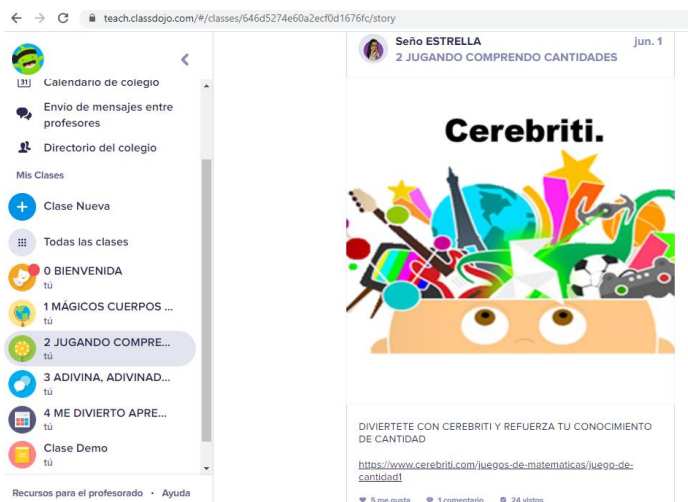 teach.classdojo.com/#/classes/646d5274e60a2ecf0d1676fc/story
31
Calendario de colegio
Envío de mensajes entre
profesores
Directorio del colegio
Mis Clases
Clase Nueva
Todas las clases
0 BIENVENIDA
tú
1 MÁGICOS CUERPOS ...
tú
2 JUGANDO COMPRE...
tú
3 ADIVINA, ADIVINAD...
tú
4 ME DIVIERTO APRE...
tú
Clase Demo
tú
Recursos para el profesorado · Ayuda
Seño ESTRELLA
jun. 1
2 JUGANDO COMPRENDO CANTIDADES
Cerebriti.
DIVIERTETE CON CEREBRITI Y REFUERZA TU CONOCIMIENTO
DE CANTIDAD
https://www.cerebriti.com/juegos-de-matematicas/juego-de-
cantidad1
5 me gusta 1 comentario 24 vistos